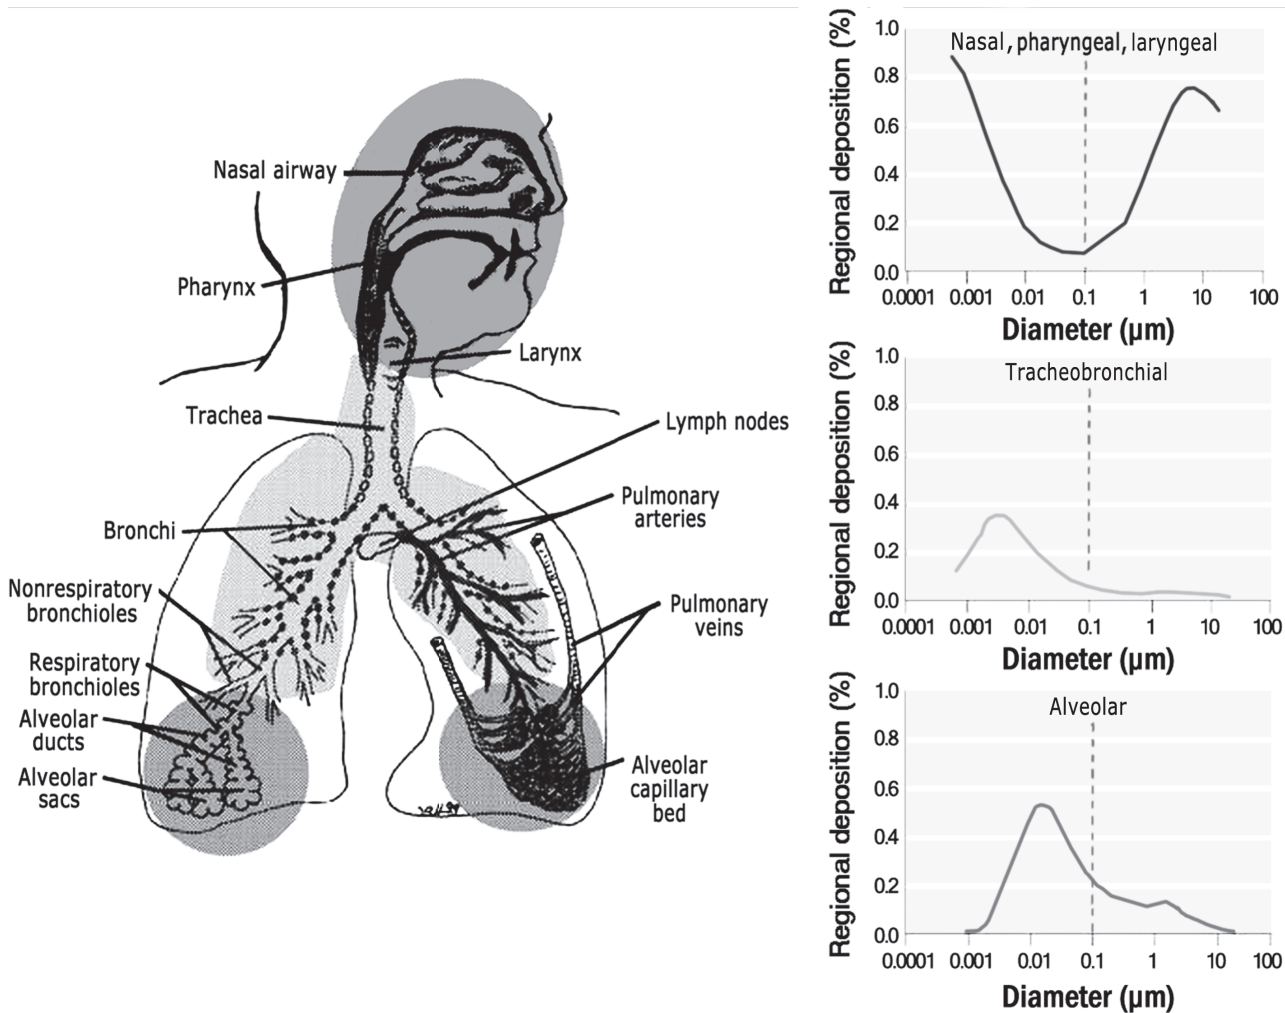 Nasal airway
Pharynx
Larynx
Trachea
Lymph nodes
Pulmonary
arteries
Bronchi
Nonrespiratory
bronchioles
Pulmonary
veins
Respiratory
bronchioles
Alveolar
ducts
Alveolar
sacs
Alveolar
capillary
bed
Regional deposition (%)
Nasal, pharyngeal, laryngeal
1.0
0.8
0.6
0.4
0.2
0.0
0.0001 0.001 0.01 0.1 1 10 100
Diameter (µm)
Regional deposition (%)
Tracheobronchial
1.0
0.8
0.6
0.4
0.2
0.0
0.0001 0.001 0.01 0.1 1 10 100
Diameter (µm)
Regional deposition (%)
Alveolar
1.0
0.8
0.6
0.4
0.2
0.0
0.0001 0.001 0.01 0.1 1 10 100
Diameter (µm)